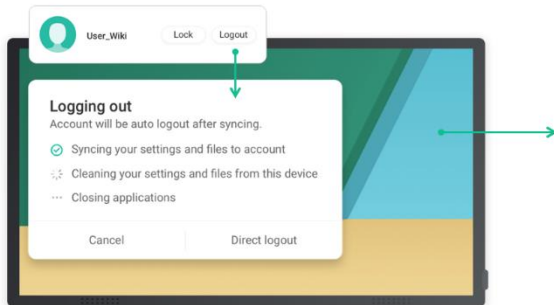 User_Wiki Lock Logout
Logging out
Account will be auto logout after syncing.
Syncing your settings and files to account
Cleaning your settings and files from this device
Closing applications
Cancel Direct logout